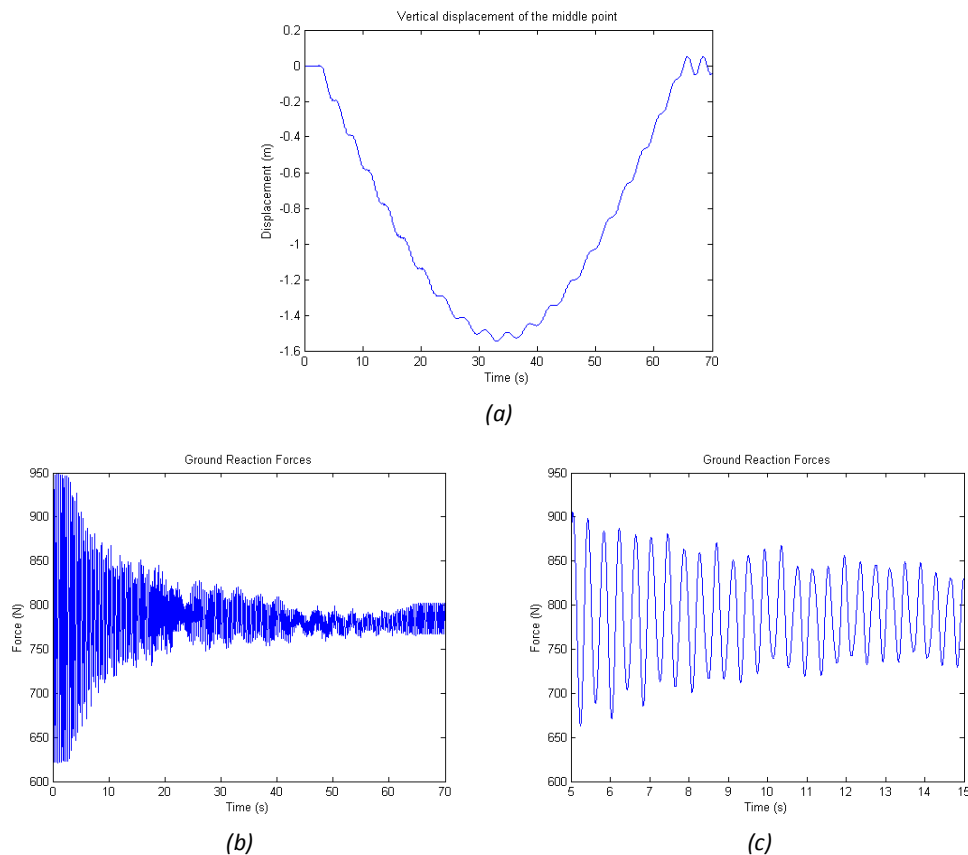 Vertical displacement of the middle point
0.2
0
-0.2
-0.4
-0.6
-0.8
-1
-1.2
-1.4
-1.6
Displacement (m)
0 10 20 30 40 50 60 70
Time (s)
(a)
Ground Reaction Forces
950
900
850
800
750
700
650
600
Force (N)
0 10 20 30 40 50 60 70
Time (s)
(b)
Ground Reaction Forces
950
900
850
800
750
700
650
600
Force (N)
5 6 7 8 9 10 11 12 13 14 15
Time (s)
(c)